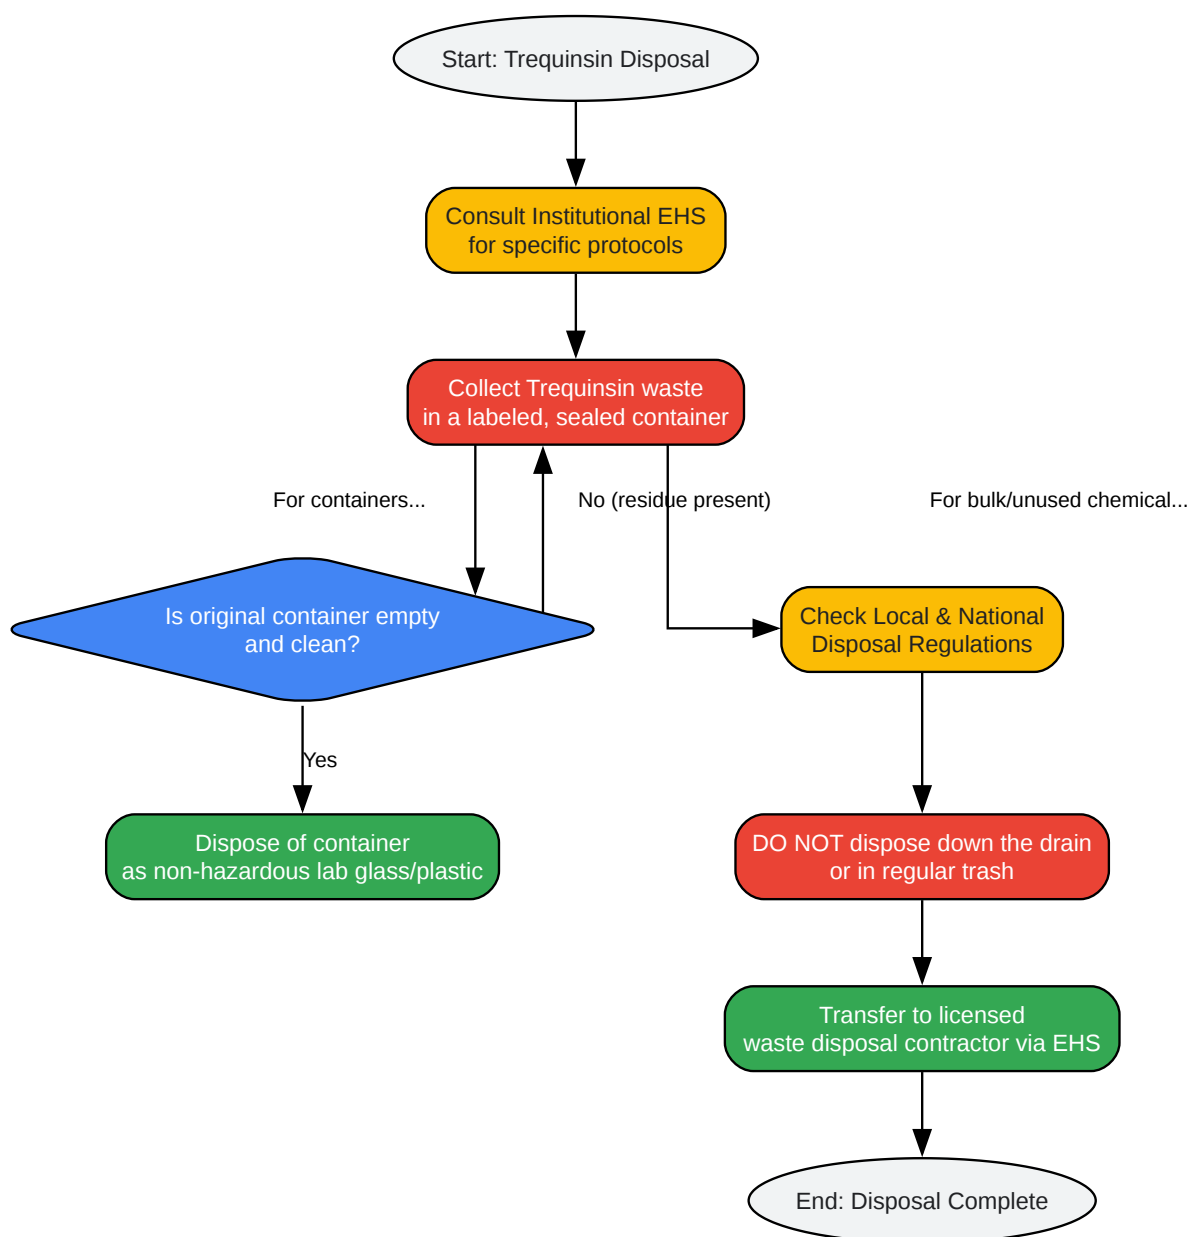 Start: Trequinsin Disposal
Consult Institutional EHS
for specific protocols
Collect Trequinsin waste
in a labeled, sealed container
For containers...
No (residue present)
For bulk/unused chemical...
Is original container empty
and clean?
Check Local & National
Disposal Regulations
Yes
Dispose of container
as non-hazardous lab glass/plastic
DO NOT dispose down the drain
or in regular trash
Transfer to licensed
waste disposal contractor via EHS
End: Disposal Complete